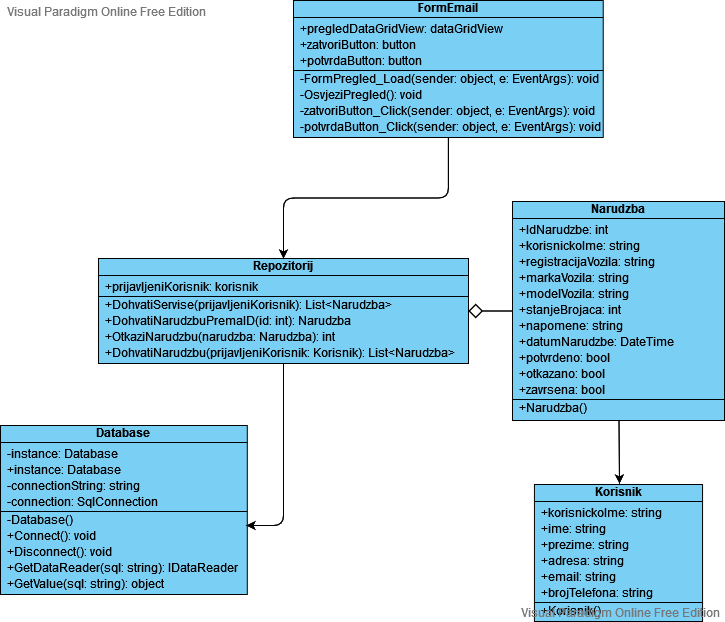 Visual Paradigm Online Free Edition
FormEmail
+pregledDataGridView: dataGridView
+zatvoriButton: button
+potvrdaButton: button
-FormPregled_Load(sender: object, e: EventArgs): void
-OsvjeziPregled(): void
-zatvoriButton_Click(sender: object, e: EventArgs): void
-potvrdaButton_Click(sender: object, e: EventArgs): void
Narudzba
+IdNarudzbe: int
+korisnickoIme: string
+registracijaVozila: string
+markaVozila: string
+modelVozila: string
+stanjeBrojaca: int
+napomene: string
+datumNarudzbe: DateTime
+potvrdeno: bool
+otkazano: bool
+zavrsena: bool
+Narudzba()
Repozitorij
+prijavljeniKorisnik: korisnik
+DohvatiServise(prijavljeniKorisnik): List<Narudzba>
+DohvatiNarudzbuPremaID(id: int): Narudzba
+OtkaziNarudzbu(narudzba: Narudzba): int
+DohvatiNarudzbu(prijavljeniKorisnik: Korisnik): List<Narudzba>
Database
-instance: Database
+instance: Database
-connectionString: string
-connection: SqlConnection
-Database()
+Connect(): void
+Disconnect(): void
+GetDataReader(sql: string): IDataReader
+GetValue(sql: string): object
Korisnik
+korisnickoIme: string
+ime: string
+prezime: string
+adresa: string
+email: string
+brojTelefona: string
+Korisnik()
Visual Paradigm Online Free Edition